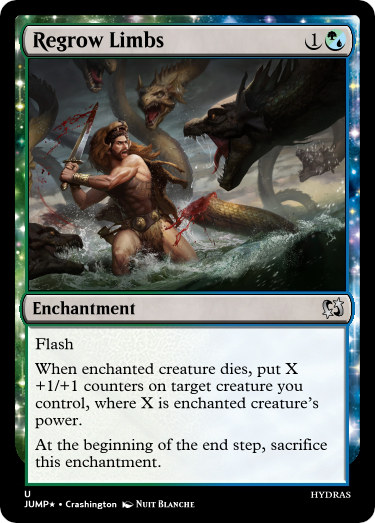 Regrow Limbs 1
Enchantment
Flash
When enchanted creature dies, put X
+1/+1 counters on target creature you
control, where X is enchanted creature's
power.
At the beginning of the end step, sacrifice
this enchantment.
U HYDRAS
JUMP★ • Crashington Nuit Blanche